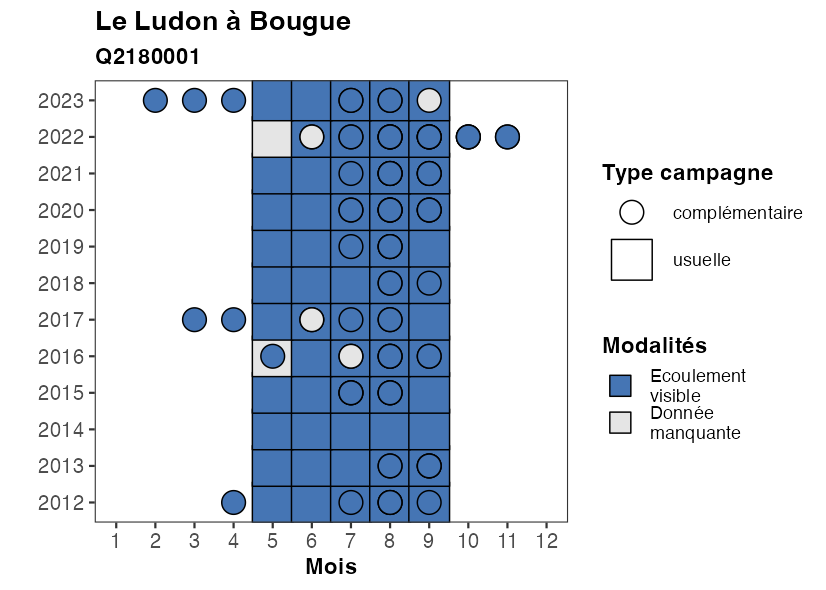 Le Ludon à Bougue
Q2180001
2023
2022
2021
2020
2019
2018
2017
2016
2015
2014
2013
2012
1 2 3 4 5 6 7 8 9 10 11 12
Mois
Type campagne
complémentaire
usuelle
Modalités
Ecoulement
visible
Donnée
manquante